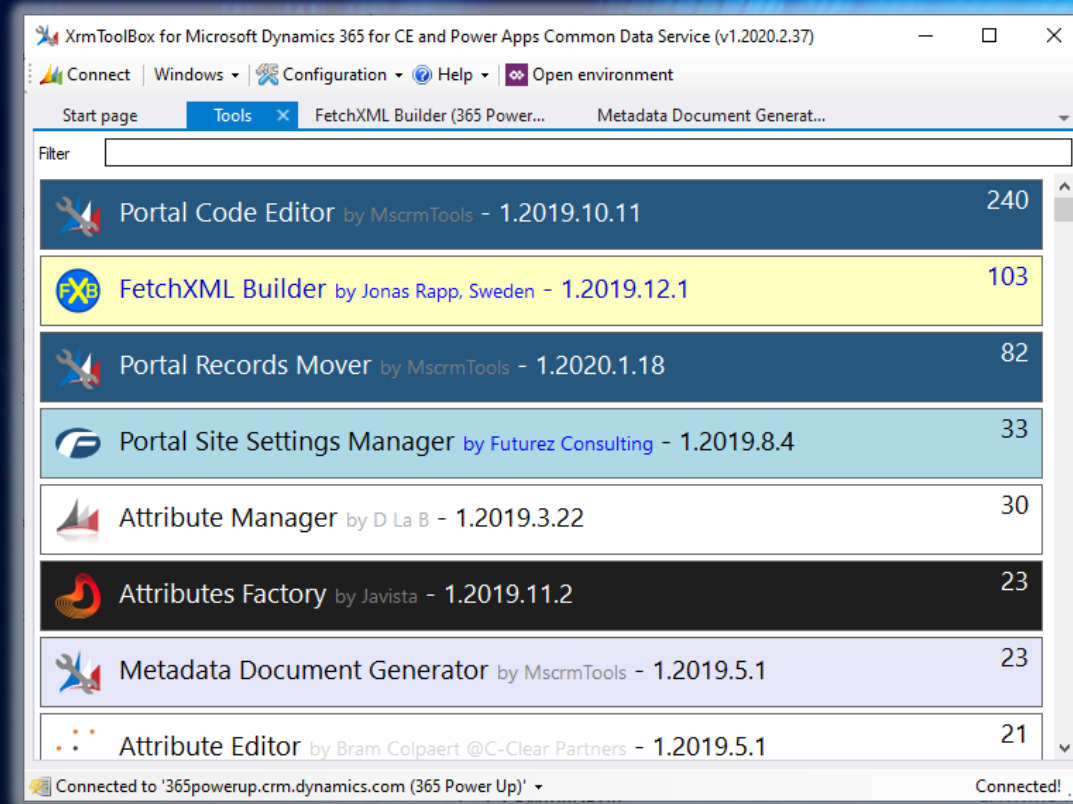 XrmToolBox for Microsoft Dynamics 365 for CE and Power Apps Common Data Service (v1.2020.2.37)
Connect Windows Configuration Help Open environment
Start page Tools FetchXML Builder (365 Power... Metadata Document Generat...
Filter
Portal Code Editor by MscrmTools - 1.2019.10.11 240
FXB FetchXML Builder by Jonas Rapp, Sweden - 1.2019.12.1 103
Portal Records Mover by MscrmTools - 1.2020.1.18 82
Portal Site Settings Manager by Futurez Consulting - 1.2019.8.4 33
Attribute Manager by D La B - 1.2019.3.22 30
Attributes Factory by Javista - 1.2019.11.2 23
Metadata Document Generator by MscrmTools - 1.2019.5.1 23
Attribute Editor by Bram Colpaert @C-Clear Partners - 1.2019.5.1 21
Connected to '365powerup.crm.dynamics.com (365 Power Up)' Connected!